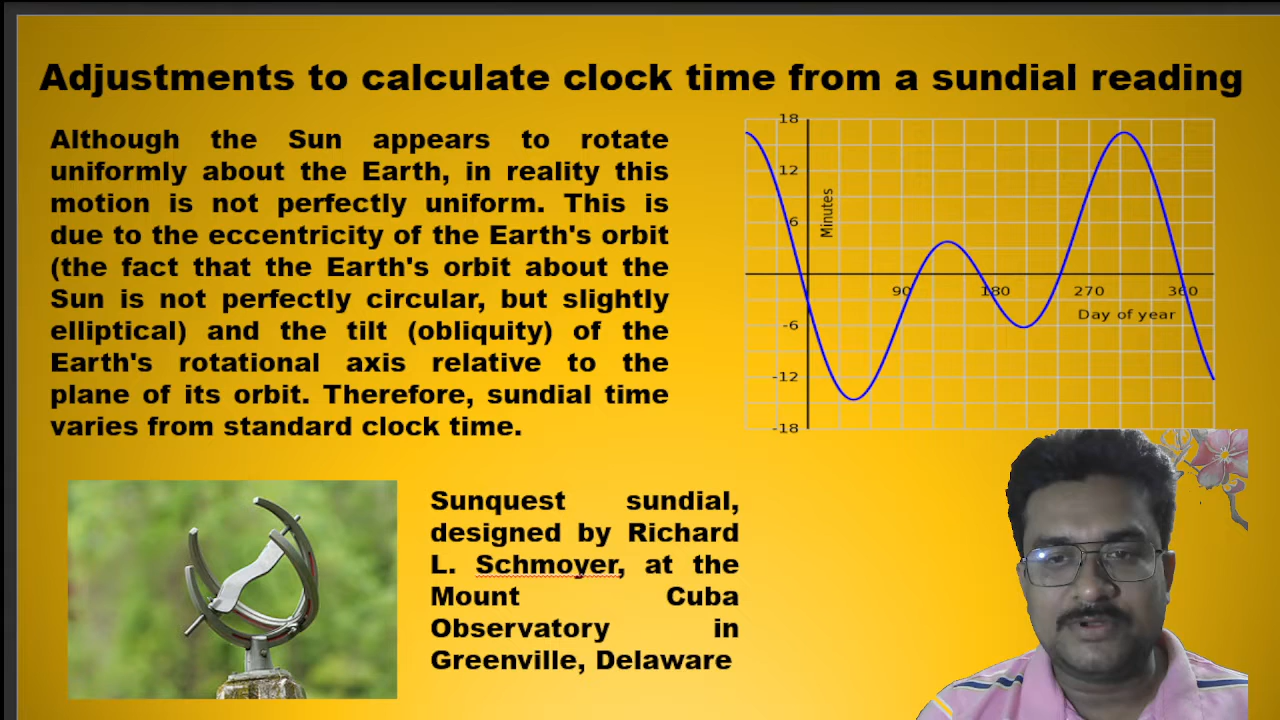 Adjustments to calculate clock time from a sundial reading
Although the Sun appears to rotate
uniformly about the Earth, in reality this
motion is not perfectly uniform. This is
due to the eccentricity of the Earth's orbit
(the fact that the Earth's orbit about the
Sun is not perfectly circular, but slightly
elliptical) and the tilt (obliquity) of the
Earth's rotational axis relative to the
plane of its orbit. Therefore, sundial time
varies from standard clock time.
18
12
6
-6
-12
-18
Minutes
90
180
270
360
Day of year
Sunquest sundial,
designed by Richard
L. Schmoyer, at the
Mount Cuba
Observatory in
Greenville, Delaware